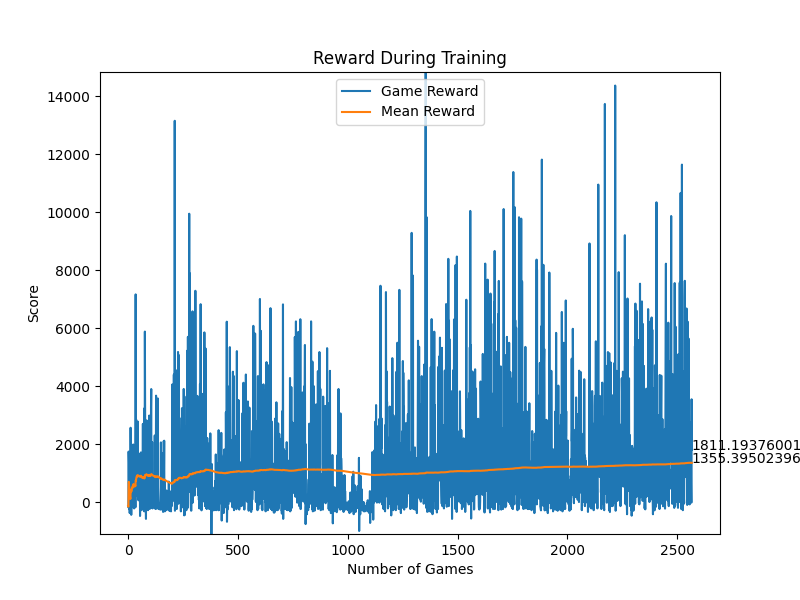 Reward During Training
Game Reward
Mean Reward
14000
12000
10000
8000
6000
4000
2000
0
Score
1811.19376001
1355.39502396
0 500 1000 1500 2000 2500
Number of Games